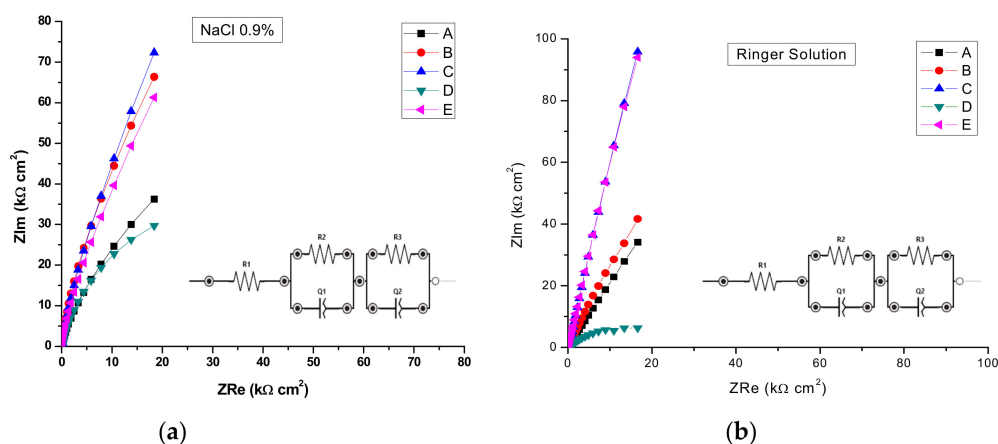 NaCl 0.9%
A
B
C
D
E
80
70
60
50
40
30
20
10
0
ZIm (kΩ cm²)
R1
R2
Q1
R3
Q2
0 10 20 30 40 50 60 70 80
ZRe (kΩ cm²)
(a)
Ringer Solution
A
B
C
D
E
100
80
60
40
20
0
ZIm (kΩ cm²)
R1
R2
Q1
R3
Q2
0 20 40 60 80 100
ZRe (kΩ cm²)
(b)